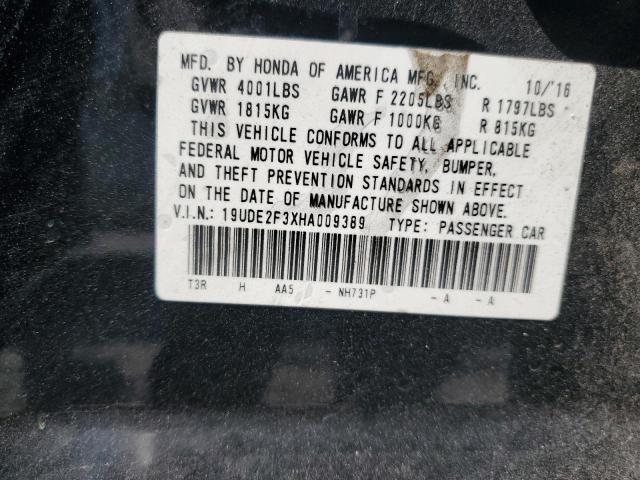 MFD. BY HONDA OF AMERICA MFG., INC. 10/'16
GVWR 4001LBS GAWR F 2205LBS R 1797LBS
GVWR 1815KG GAWR F 1000KG R 815KG
THIS VEHICLE CONFORMS TO ALL APPLICABLE
FEDERAL MOTOR VEHICLE SAFETY, BUMPER,
AND THEFT PREVENTION STANDARDS IN EFFECT
ON THE DATE OF MANUFACTURE SHOWN ABOVE.
V.I.N.: 19UDE2F3XHA009389 TYPE: PASSENGER CAR
T3R H AA5 - NH731P - A - A